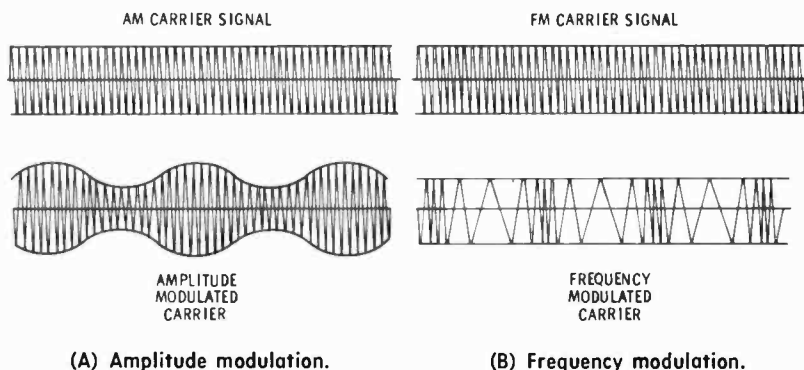 AM CARRIER SIGNAL
FM CARRIER SIGNAL
AMPLITUDE
MODULATED
CARRIER
FREQUENCY
MODULATED
CARRIER
(A) Amplitude modulation.
(B) Frequency modulation.